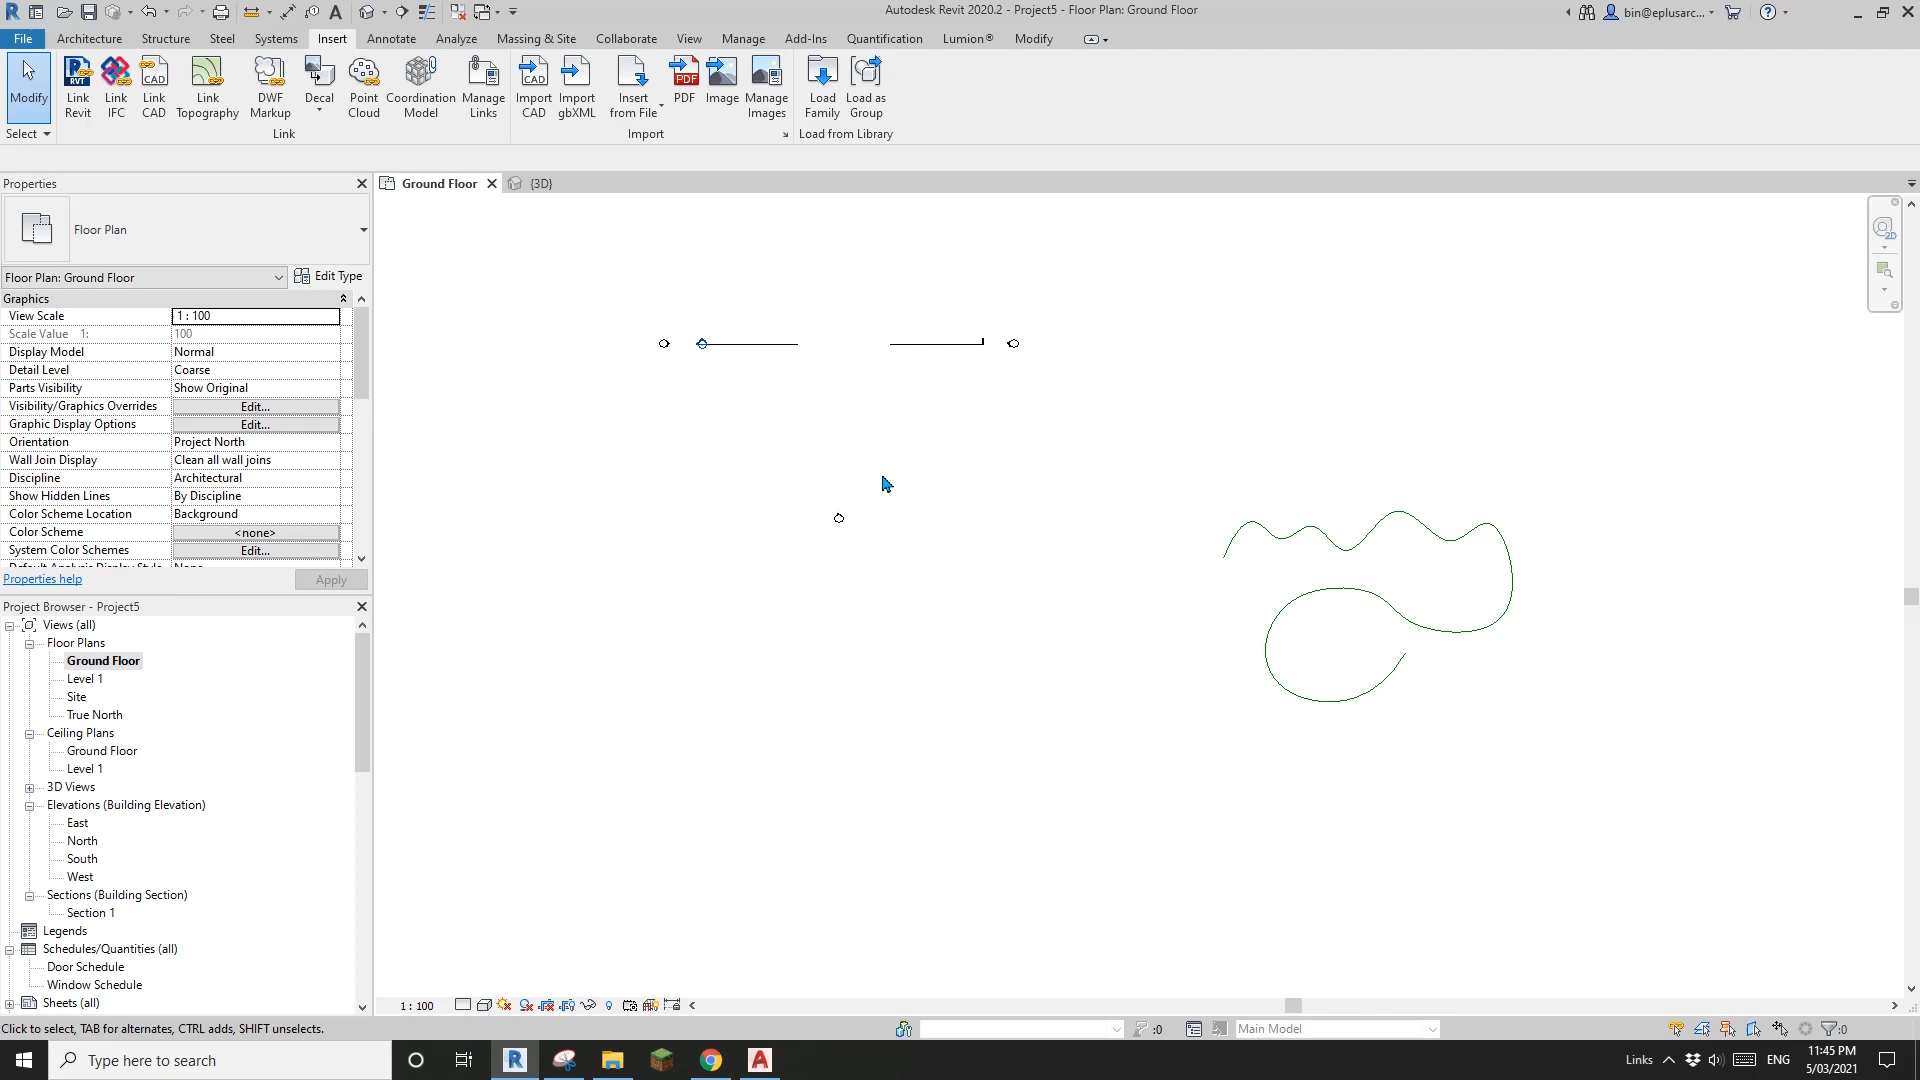 Autodesk Revit 2020.2 - Project5 - Floor Plan: Ground Floor
bin@eplusarc...
File Architecture Structure Steel Systems Insert Annotate Analyze Massing & Site Collaborate View Manage Add-Ins Quantification Lumion® Modify
Modify
Link Revit
Link IFC
Link CAD
Link Topography
DWF Markup
Decal
Point Cloud
Coordination Model
Manage Links
Import CAD
Import gbXML
Insert from File
PDF
Image
Manage Images
Load Family
Load as Group
Select
Link
Import
Load from Library
Properties
Ground Floor
{3D}
Floor Plan
Floor Plan: Ground Floor
Edit Type
Graphics
View Scale 1 : 100
Scale Value 1: 100
Display Model Normal
Detail Level Coarse
Parts Visibility Show Original
Visibility/Graphics Overrides Edit...
Graphic Display Options Edit...
Orientation Project North
Wall Join Display Clean all wall joins
Discipline Architectural
Show Hidden Lines By Discipline
Color Scheme Location Background
Color Scheme <none>
System Color Schemes Edit...
Default Analysis Display Style None
Properties help
Apply
Project Browser - Project5
Views (all)
Floor Plans
Ground Floor
Level 1
Site
True North
Ceiling Plans
Ground Floor
Level 1
3D Views
Elevations (Building Elevation)
East
North
South
West
Sections (Building Section)
Section 1
Legends
Schedules/Quantities (all)
Door Schedule
Window Schedule
Sheets (all)
1 : 100
Click to select, TAB for alternates, CTRL adds, SHIFT unselects.
:0
Main Model
:0
Type here to search
Links
ENG
11:45 PM
5/03/2021